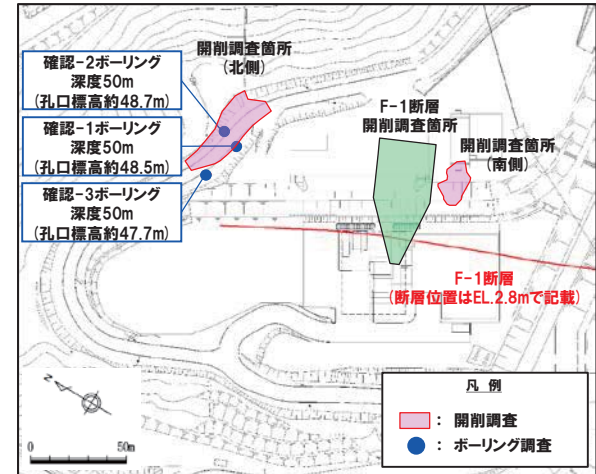 開削調査箇所
(北側)
確認-2ボーリング
深度50m
(孔口標高約48.7m)
確認-1ボーリング
深度50m
(孔口標高約48.5m)
確認-3ボーリング
深度50m
(孔口標高約47.7m)
F-1断層
開削調査箇所
開削調査箇所
(南側)
F-1断層
(断層位置はEL.2.8mで記載)
凡 例
: 開削調査
: ボーリング調査
N
0 50m